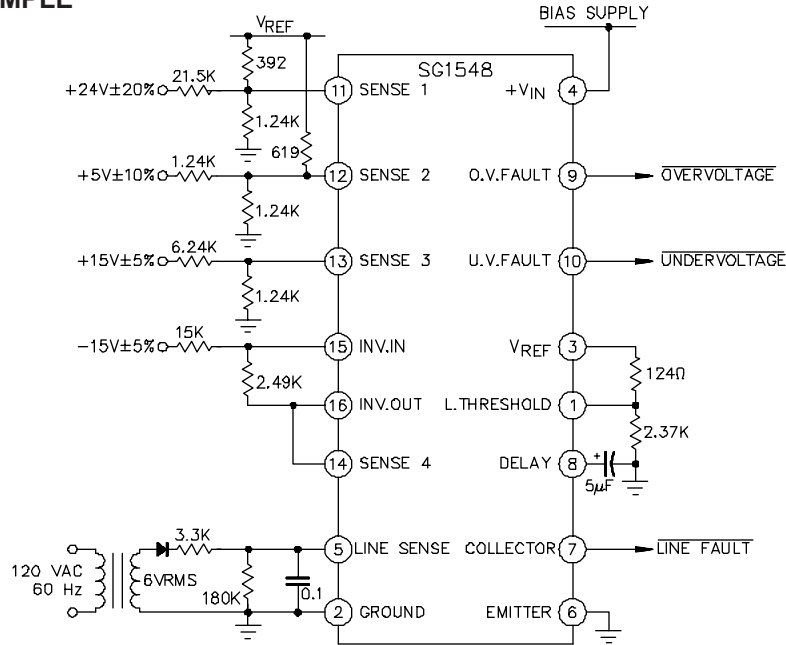 MPLE
BIAS SUPPLY
VREF
392
SG1548
21.5K
+24V±20%
11 SENSE 1
+VIN 4
1.24K
619
1.24K
+5V±10%
12 SENSE 2
O.V.FAULT 9
OVERVOLTAGE
1.24K
6.24K
+15V±5%
13 SENSE 3
U.V.FAULT 10
UNDERVOLTAGE
1.24K
15K
-15V±5%
15 INV.IN
VREF 3
2.49K
124Ω
16 INV.OUT
L.THRESHOLD 1
2.37K
14 SENSE 4
DELAY 8
+
5µF
3.3K
5 LINE SENSE
COLLECTOR 7
LINE FAULT
120 VAC
60 Hz
6VRMS
180K
0.1
2 GROUND
EMITTER 6